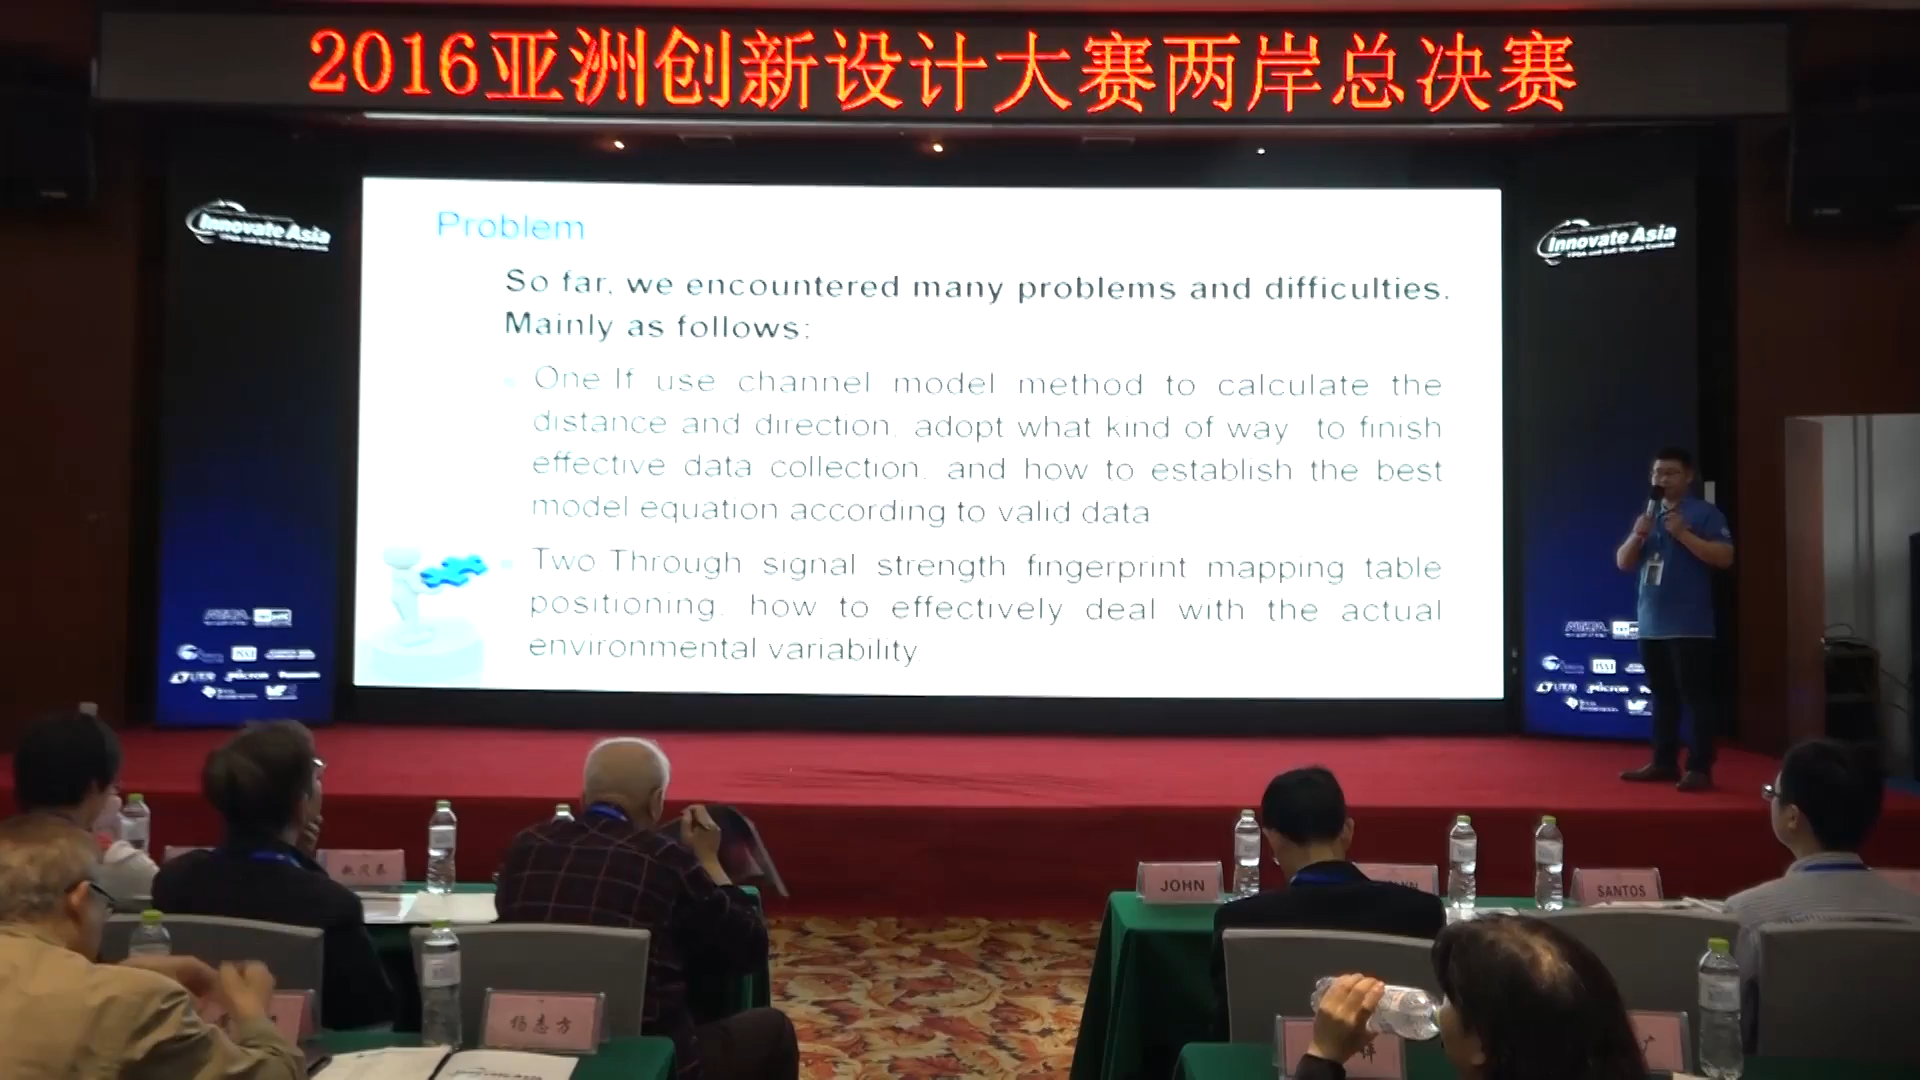 2016亚洲创新设计大赛两岸总决赛
Innovate Asia
Innovate Asia
Problem
So far, we encountered many problems and difficulties.
Mainly as follows:
One If use channel model method to calculate the
distance and direction, adopt what kind of way to finish
effective data collection, and how to establish the best
model equation according to valid data
Two Through signal strength fingerprint mapping table
positioning, how to effectively deal with the actual
environmental variability
JOHN
SANTOS
杨志方